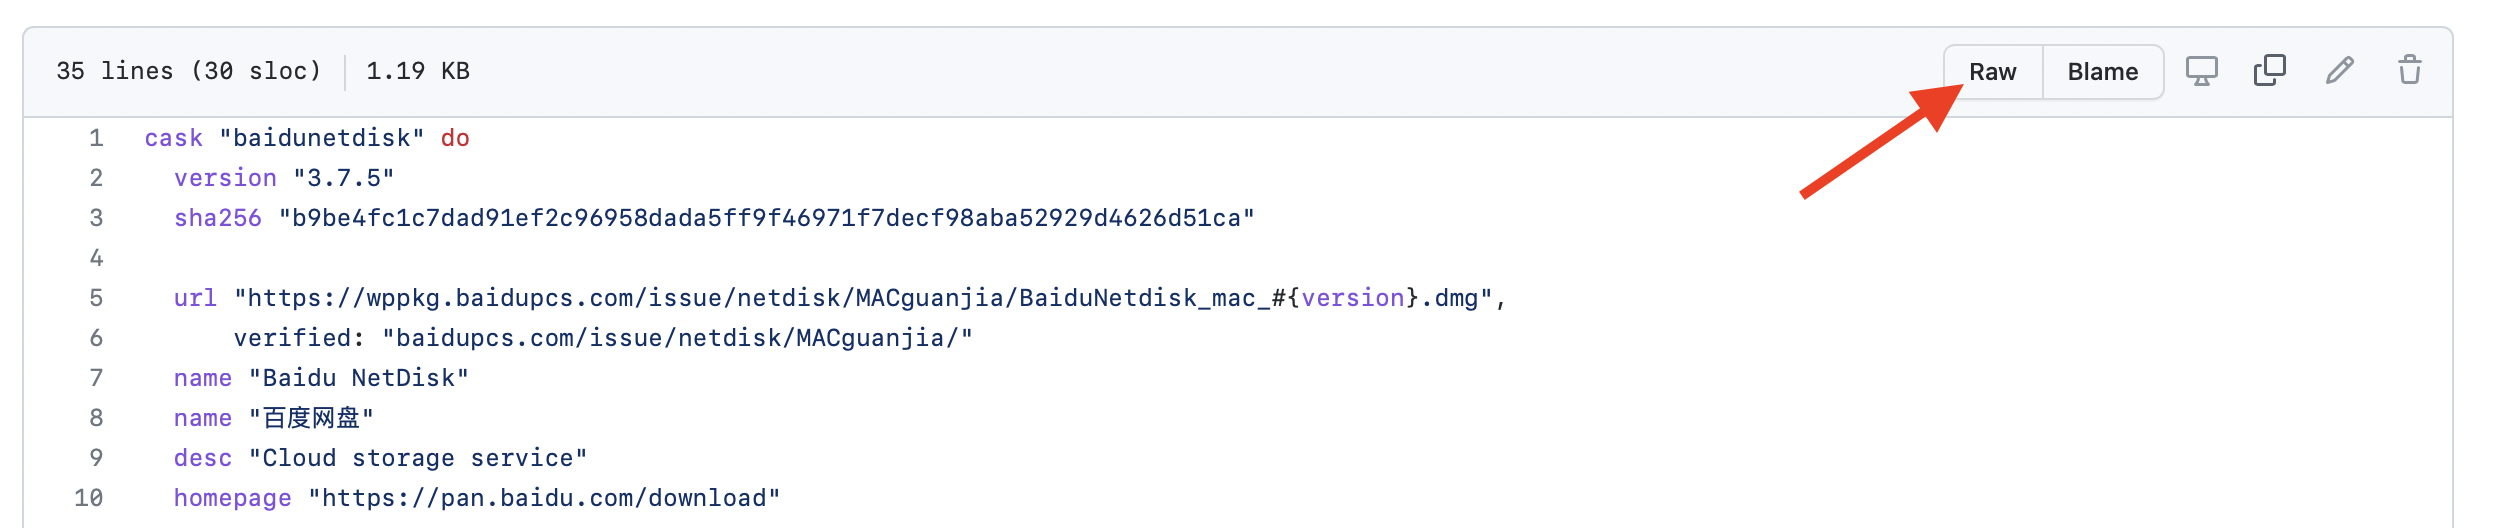 35 lines (30 sloc) 1.19 KB Raw Blame
1 cask "baidunetdisk" do
2 version "3.7.5"
3 sha256 "b9be4fc1c7dad91ef2c96958dada5ff9f46971f7decf98aba52929d4626d51ca"
4
5 url "https://wppkg.baidupcs.com/issue/netdisk/MACguanjia/BaiduNetdisk_mac_#{version}.dmg",
6 verified: "baidupcs.com/issue/netdisk/MACguanjia/"
7 name "Baidu NetDisk"
8 name "百度网盘"
9 desc "Cloud storage service"
10 homepage "https://pan.baidu.com/download"